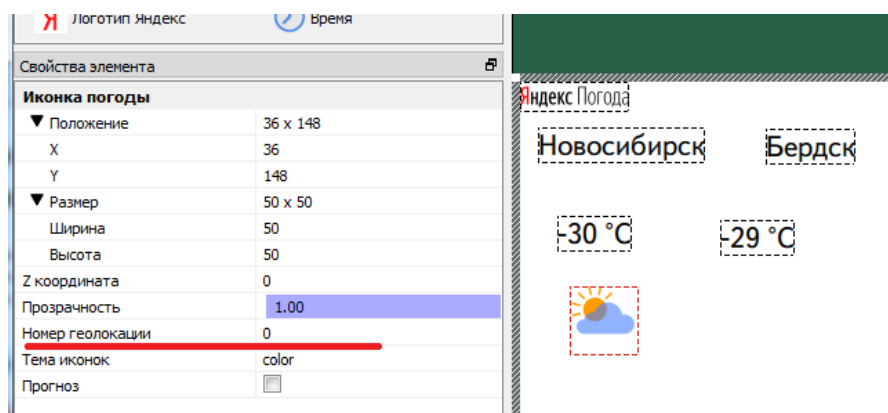 Логотип Яндекс
Время
Свойства элемента
Иконка погоды
Положение 36 x 148
X 36
Y 148
Размер 50 x 50
Ширина 50
Высота 50
Z координата 0
Прозрачность 1.00
Номер геолокации 0
Тема иконок color
Прогноз
Яндекс Погода
Новосибирск Бердск
-30 °C -29 °C